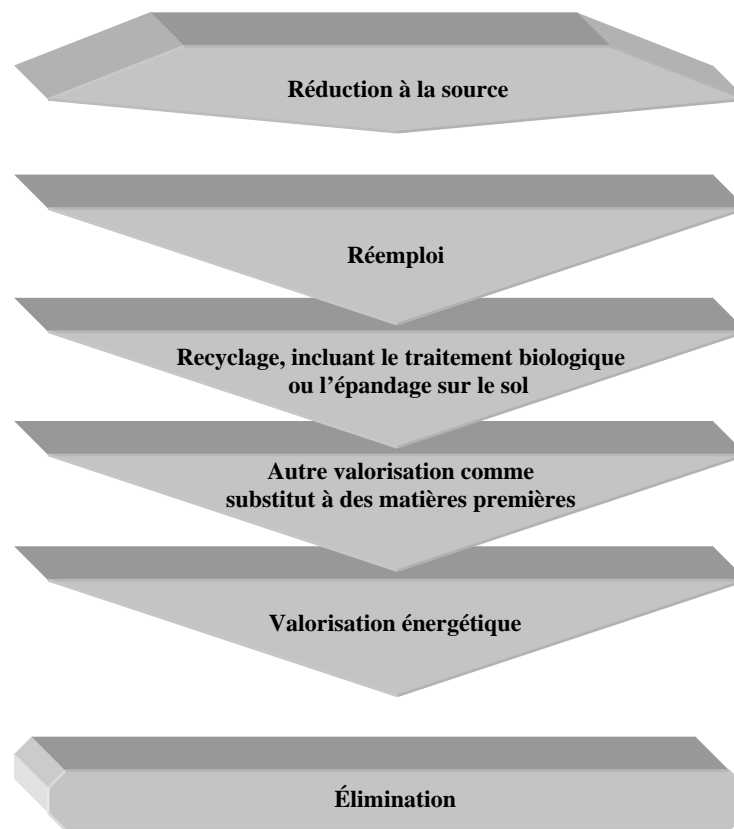 Réduction à la source
Réemploi
Recyclage, incluant le traitement biologique
ou l’épandage sur le sol
Autre valorisation comme
substitut à des matières premières
Valorisation énergétique
Élimination